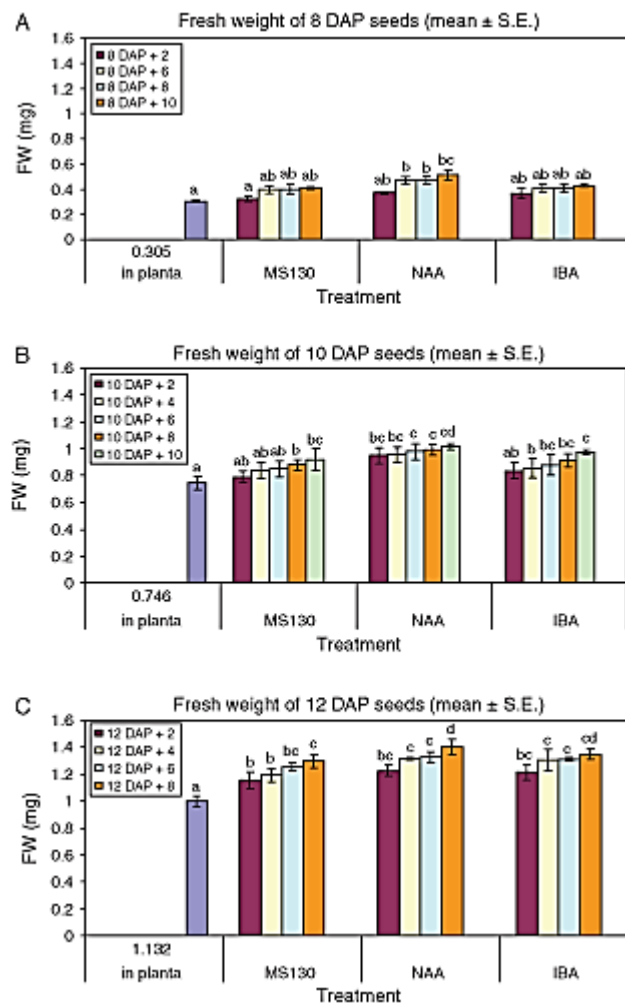 A
Fresh weight of 8 DAP seeds (mean ± S.E.)
FW (mg)
1.6
1.4
1.2
1
0.8
0.6
0.4
0.2
0
8 DAP + 2
8 DAP + 6
8 DAP + 8
8 DAP + 10
a
a ab ab ab
ab b b bc
ab ab ab ab
0.305
in planta MS130 NAA IBA
Treatment
B
Fresh weight of 10 DAP seeds (mean ± S.E.)
FW (mg)
1.6
1.4
1.2
1
0.8
0.6
0.4
0.2
0
10 DAP + 2
10 DAP + 4
10 DAP + 6
10 DAP + 8
10 DAP + 10
a
ab ab ab b bc
bc bc c c cd
ab b bc bc c
0.746
in planta MS130 NAA IBA
Treatment
C
Fresh weight of 12 DAP seeds (mean ± S.E.)
FW (mg)
1.6
1.4
1.2
1
0.8
0.6
0.4
0.2
0
12 DAP + 2
12 DAP + 4
12 DAP + 6
12 DAP + 8
a
b b bc c
bc c c d
bc c c cd
1.132
in planta MS130 NAA IBA
Treatment